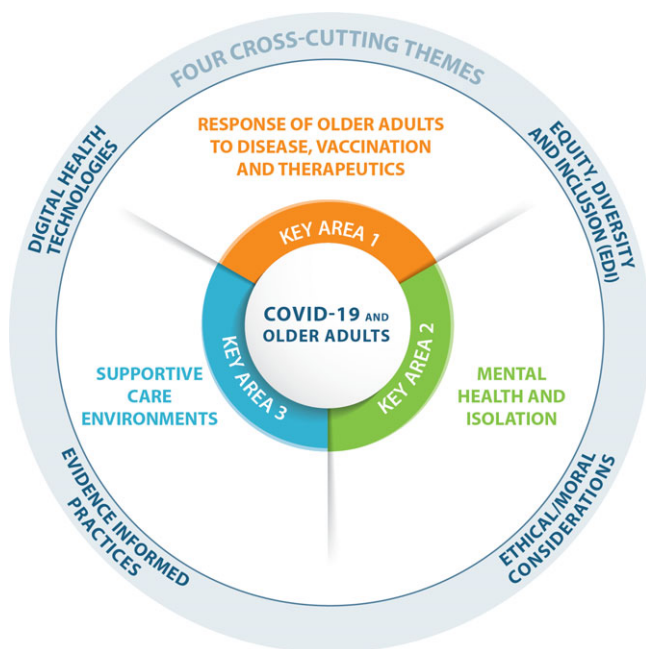 FOUR CROSS-CUTTING THEMES
RESPONSE OF OLDER ADULTS
TO DISEASE, VACCINATION
AND THERAPEUTICS
DIGITAL HEALTH
TECHNOLOGIES
EQUITY, DIVERSITY
AND INCLUSION (EDI)
KEY AREA 1
COVID-19 AND
OLDER ADULTS
KEY AREA 2
KEY AREA 3
SUPPORTIVE
CARE
ENVIRONMENTS
MENTAL
HEALTH AND
ISOLATION
EVIDENCE INFORMED
PRACTICES
ETHICAL/MORAL
CONSIDERATIONS